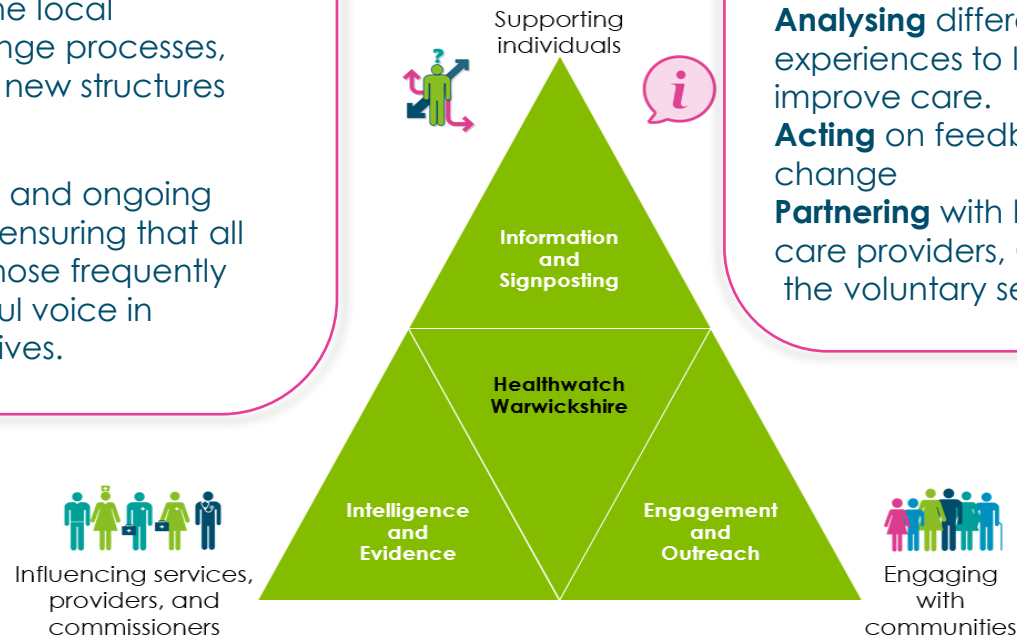 ne local
nge processes,
new structures
and ongoing
ensuring that all
hose frequently
ul voice in
ives.
Supporting
individuals
?
i
Analysing differe
experiences to l
improve care.
Acting on feedb
change
Partnering with
care providers,
the voluntary se
Information
and
Signposting
Healthwatch
Warwickshire
Intelligence
and
Evidence
Engagement
and
Outreach
Influencing services,
providers, and
commissioners
Engaging
with
communities